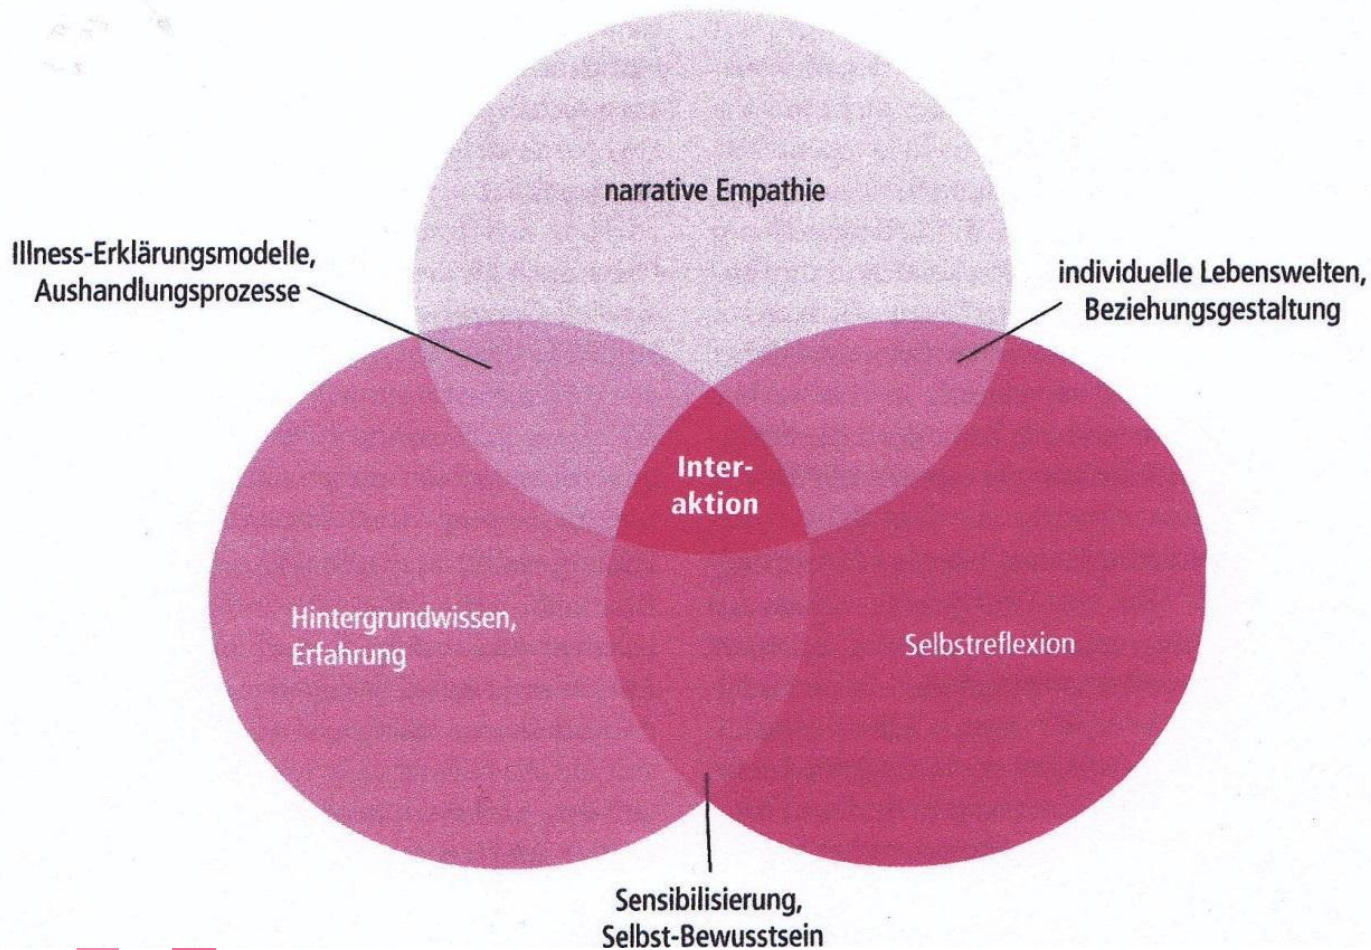 narrative Empathie
Illness-Erklärungsmodelle,
Aushandlungsprozesse
individuelle Lebenswelten,
Beziehungsgestaltung
Inter-
aktion
Hintergrundwissen,
Erfahrung
Selbstreflexion
Sensibilisierung,
Selbst-Bewusstsein